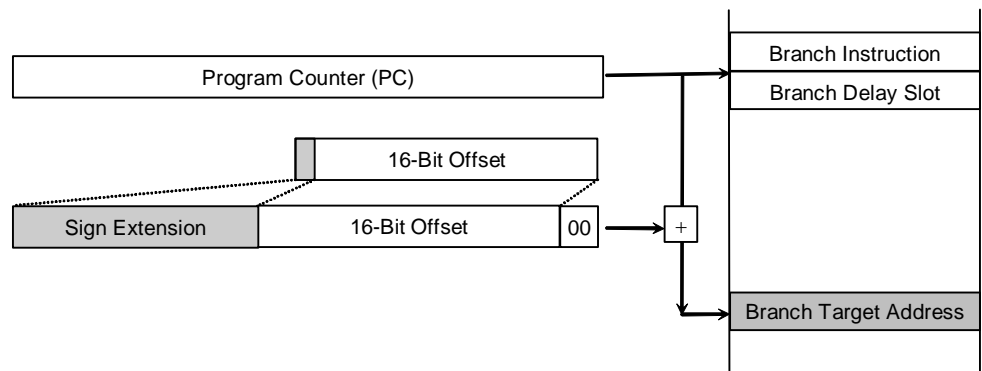 Branch Instruction
Program Counter (PC)
Branch Delay Slot
16-Bit Offset
Sign Extension
16-Bit Offset
00
+
Branch Target Address